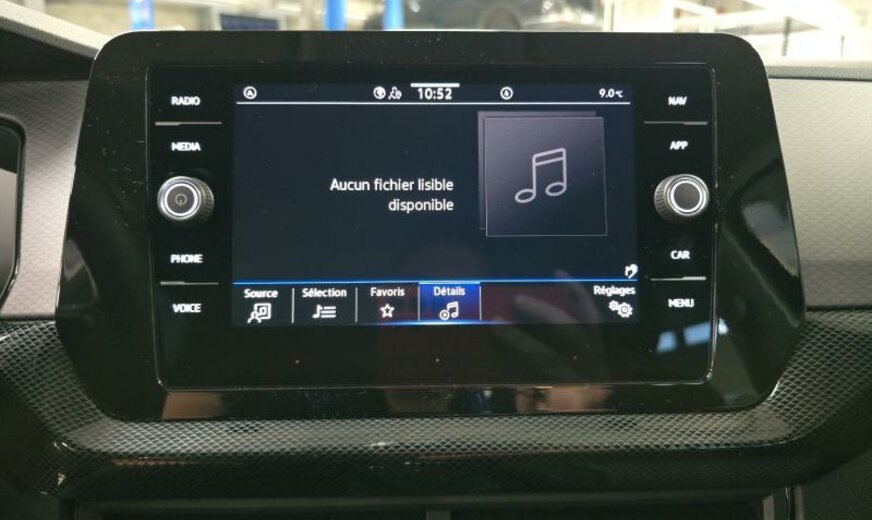 RADIO
MEDIA
PHONE
VOICE
10:52
9.0°C
Aucun fichier lisible
disponible
Source
Sélection
Favoris
Détails
Réglages
NAV
APP
CAR
MENU